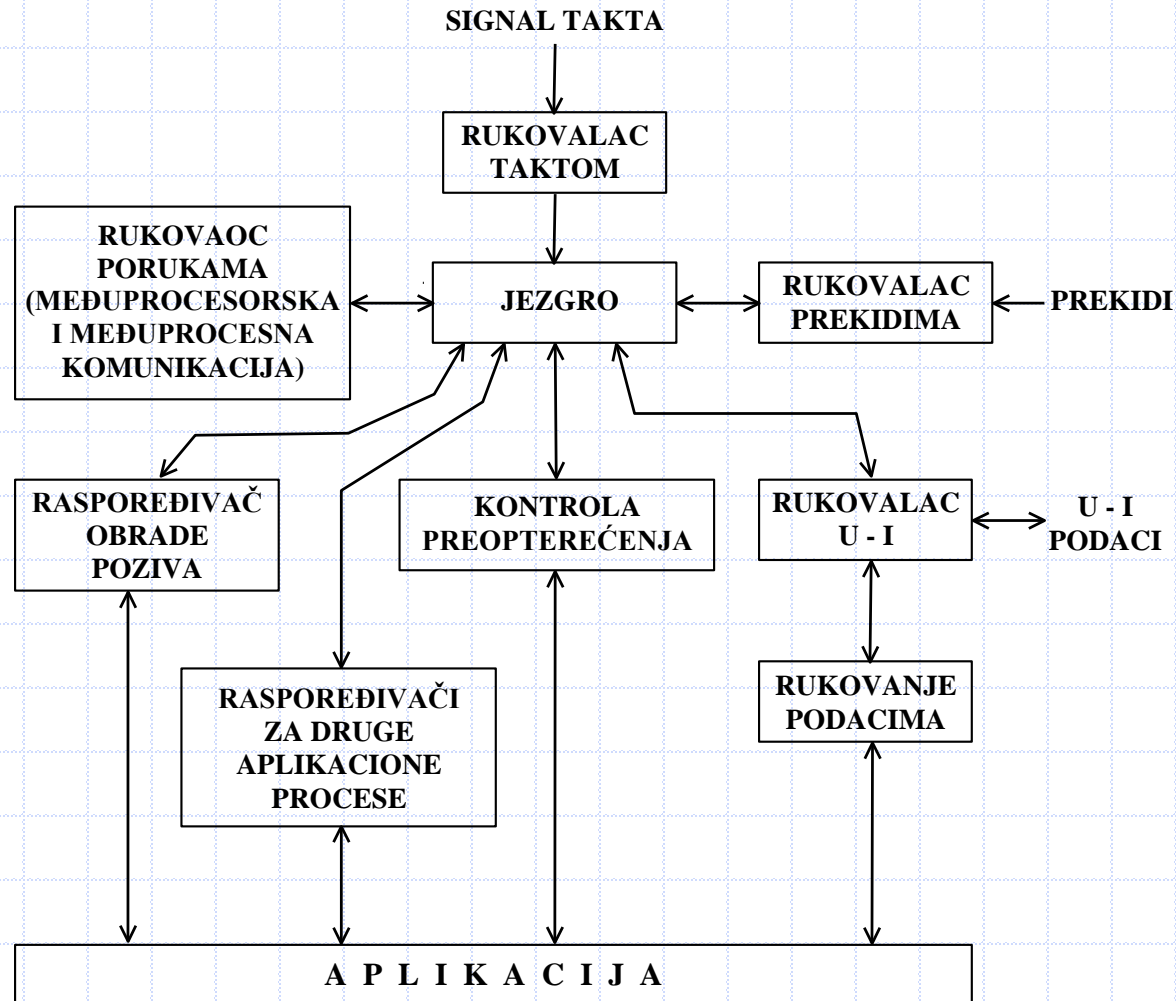 SIGNAL TAKTA
RUKOVALAC
TAKTOM
RUKOVAOC
PORUKAMA
(MEĐUPROCESORSKA
I MEĐUPROCESNA
KOMUNIKACIJA)
JEZGRO
RUKOVALAC
PREKIDIMA
PREKIDI
RASPOREĐIVAČ
OBRADE
POZIVA
KONTROLA
PREOPTEREĆENJA
RUKOVALAC
U - I
U - I
PODACI
RASPOREĐIVAČI
ZA DRUGE
APLIKACIONE
PROCESE
RUKOVANJE
PODACIMA
A P L I K A C I J A